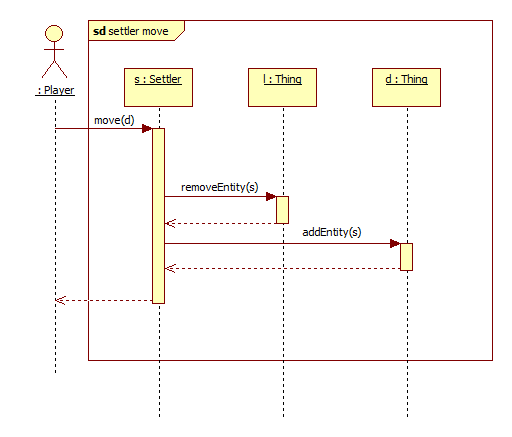 sd settler move
: Player
s : Settler
l : Thing
d : Thing
move(d)
removeEntity(s)
addEntity(s)